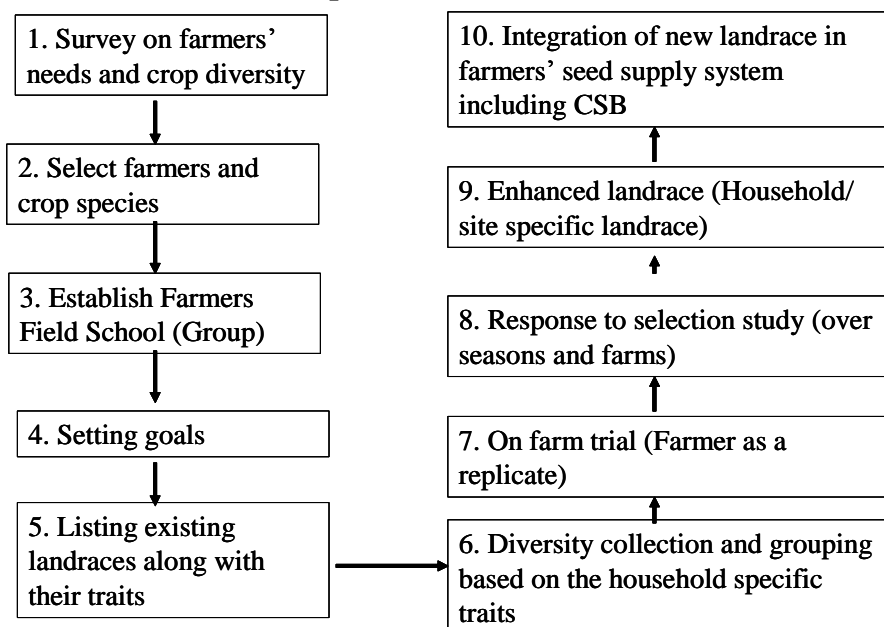 1. Survey on farmers’
needs and crop diversity
2. Select farmers and
crop species
3. Establish Farmers
Field School (Group)
4. Setting goals
5. Listing existing
landraces along with
their traits
6. Diversity collection and grouping
based on the household specific
traits
7. On farm trial (Farmer as a
replicate)
8. Response to selection study (over
seasons and farms)
9. Enhanced landrace (Household/
site specific landrace)
10. Integration of new landrace in
farmers’ seed supply system
including CSB